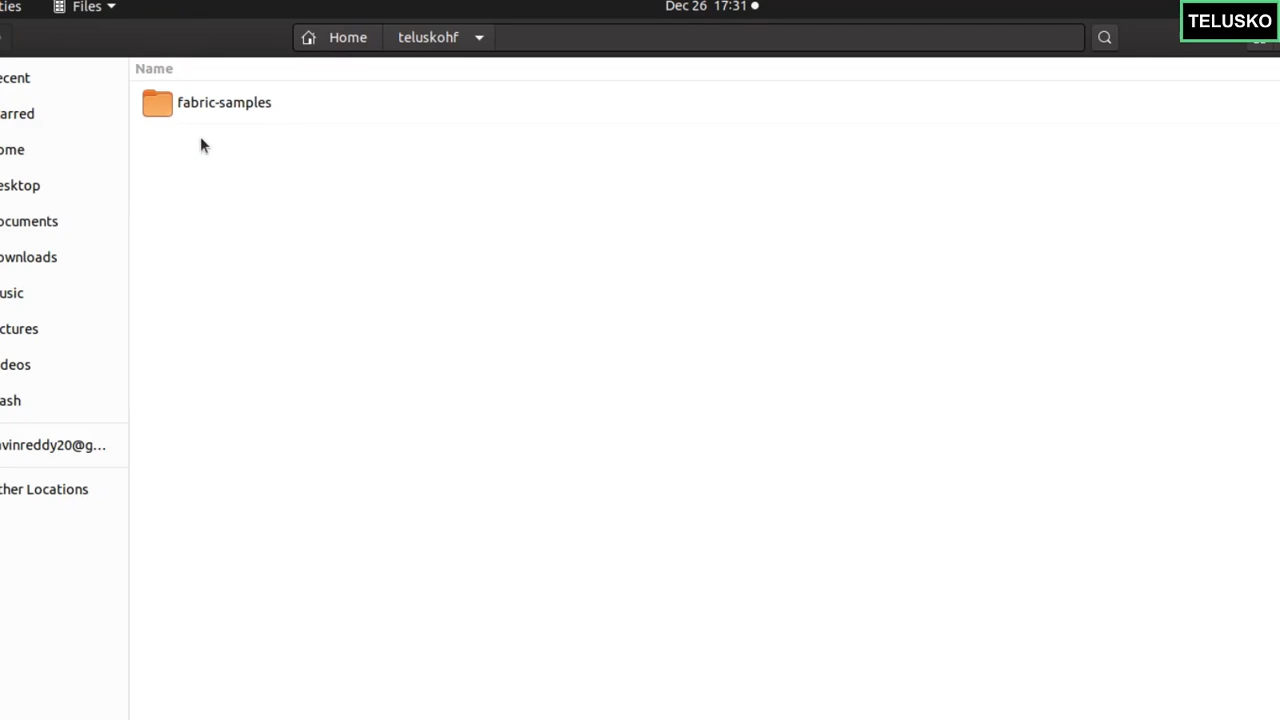 ties Files Dec 26 17:31
TELUSKO
Home teluskohf
Name
ecent
fabric-samples
arred
ome
esktop
ocuments
ownloads
usic
ctures
deos
ash
avinreddy20@g...
ther Locations